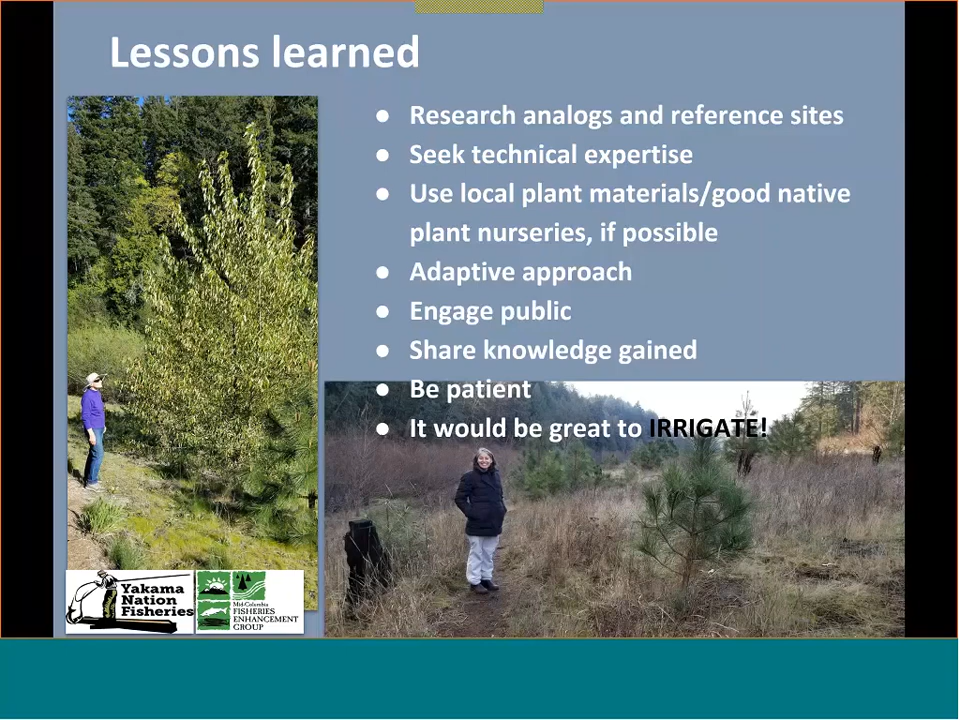 Lessons learned
● Research analogs and reference sites
● Seek technical expertise
● Use local plant materials/good native
plant nurseries, if possible
● Adaptive approach
● Engage public
● Share knowledge gained
● Be patient
● It would be great to IRRIGATE!
Yakama
Nation
Fisheries
Mid-Columbia
FISHERIES
ENHANCEMENT
GROUP